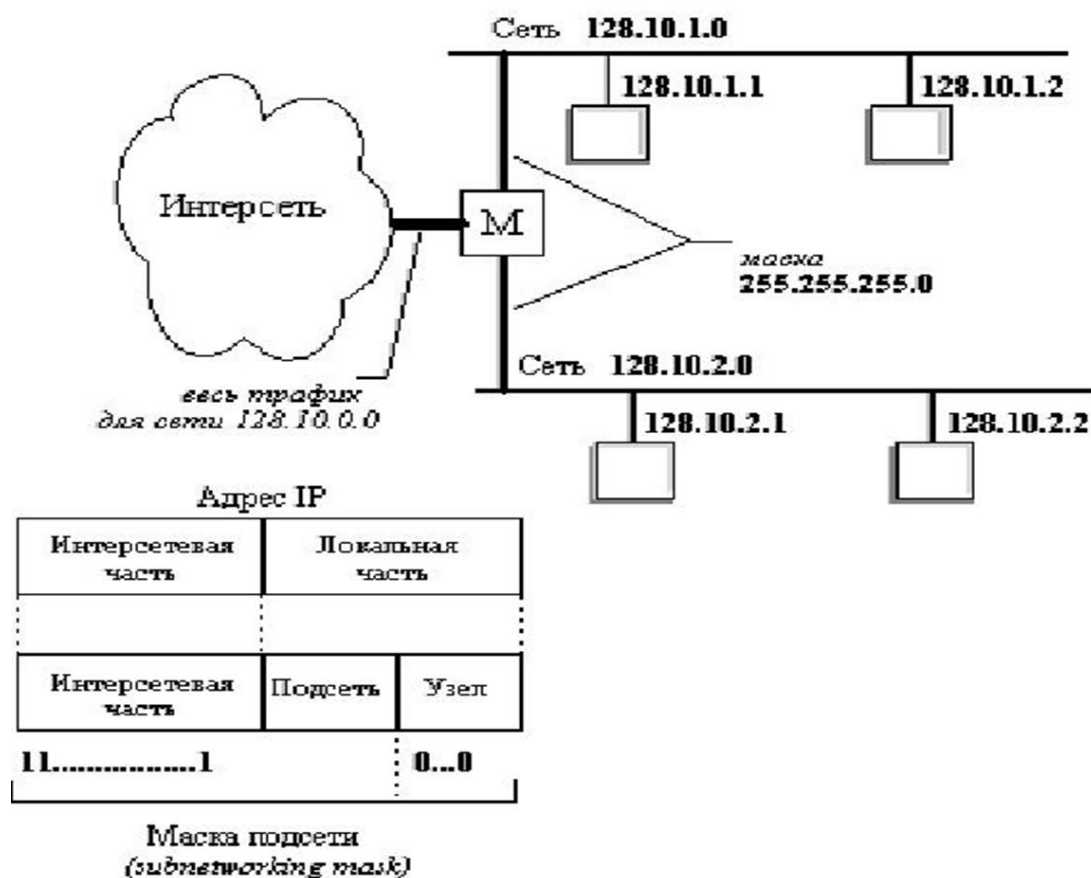 Сеть 128.10.1.0
128.10.1.1
128.10.1.2
Интерсеть
М
маска
255.255.255.0
Сеть 128.10.2.0
весь трафик
для сети 128.10.0.0
128.10.2.1
128.10.2.2
Адрес IP
Интерсетевая
часть
Локальная
часть
Интерсетевая
часть
Подсеть
Узел
11..................1
0...0
Маска подсети
(subnetworking mask)